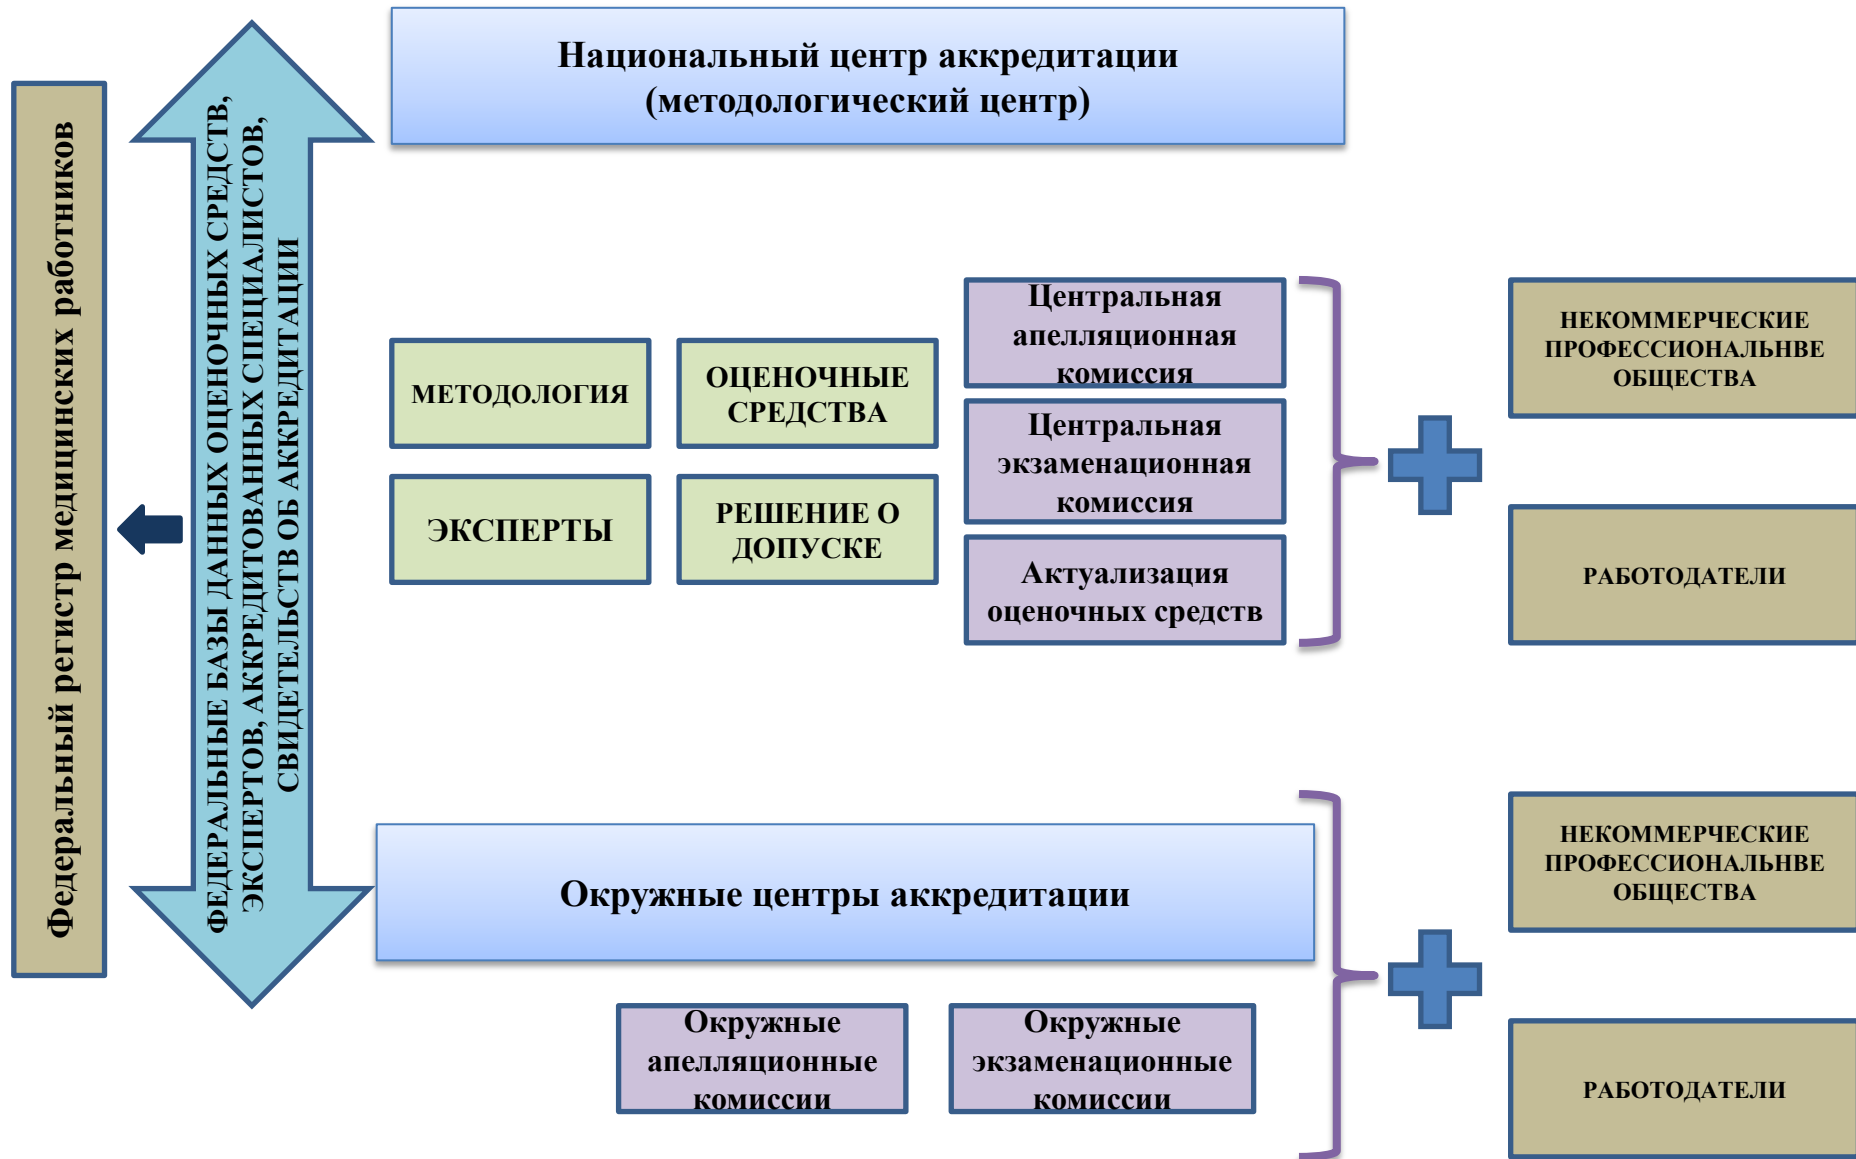 Национальный центр аккредитации
(методологический центр)
Федеральный регистр медицинских работников
ФЕДЕРАЛЬНЫЕ БАЗЫ ДАННЫХ ОЦЕНОЧНЫХ СРЕДСТВ,
ЭКСПЕРТОВ, АККРЕДИТОВАННЫХ СПЕЦИАЛИСТОВ,
СВИДЕТЕЛЬСТВ ОБ АККРЕДИТАЦИИ
МЕТОДОЛОГИЯ
ОЦЕНОЧНЫЕ
СРЕДСТВА
ЭКСПЕРТЫ
РЕШЕНИЕ О
ДОПУСКЕ
Центральная
апелляционная
комиссия
Центральная
экзаменационная
комиссия
Актуализация
оценочных средств
НЕКОММЕРЧЕСКИЕ
ПРОФЕССИОНАЛЬНВЕ
ОБЩЕСТВА
РАБОТОДАТЕЛИ
Окружные центры аккредитации
Окружные
апелляционные
комиссии
Окружные
экзаменационные
комиссии
НЕКОММЕРЧЕСКИЕ
ПРОФЕССИОНАЛЬНВЕ
ОБЩЕСТВА
РАБОТОДАТЕЛИ